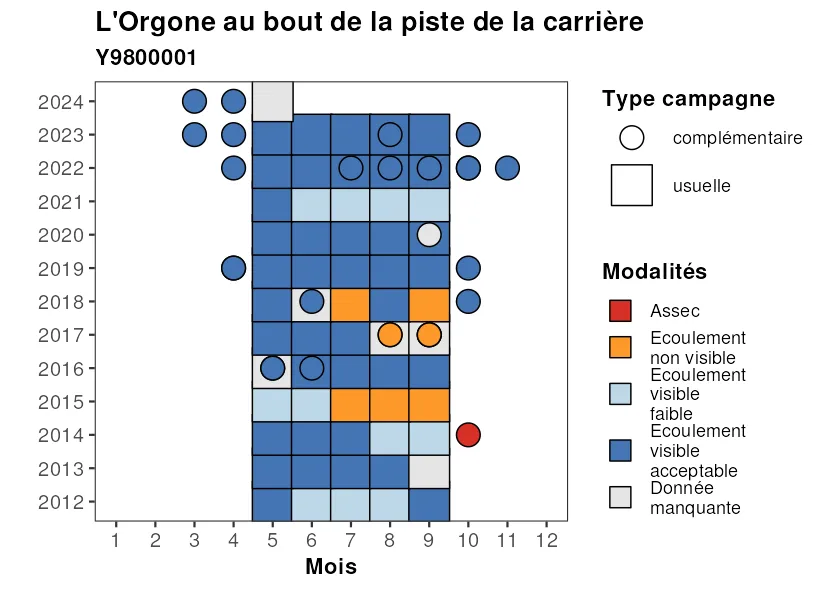 L'Orgone au bout de la piste de la carrière
Y9800001
2024
2023
2022
2021
2020
2019
2018
2017
2016
2015
2014
2013
2012
1 2 3 4 5 6 7 8 9 10 11 12
Mois
Type campagne
complémentaire
usuelle
Modalités
Assec
Ecoulement
non visible
Ecoulement
visible
faible
Ecoulement
visible
acceptable
Donnée
manquante